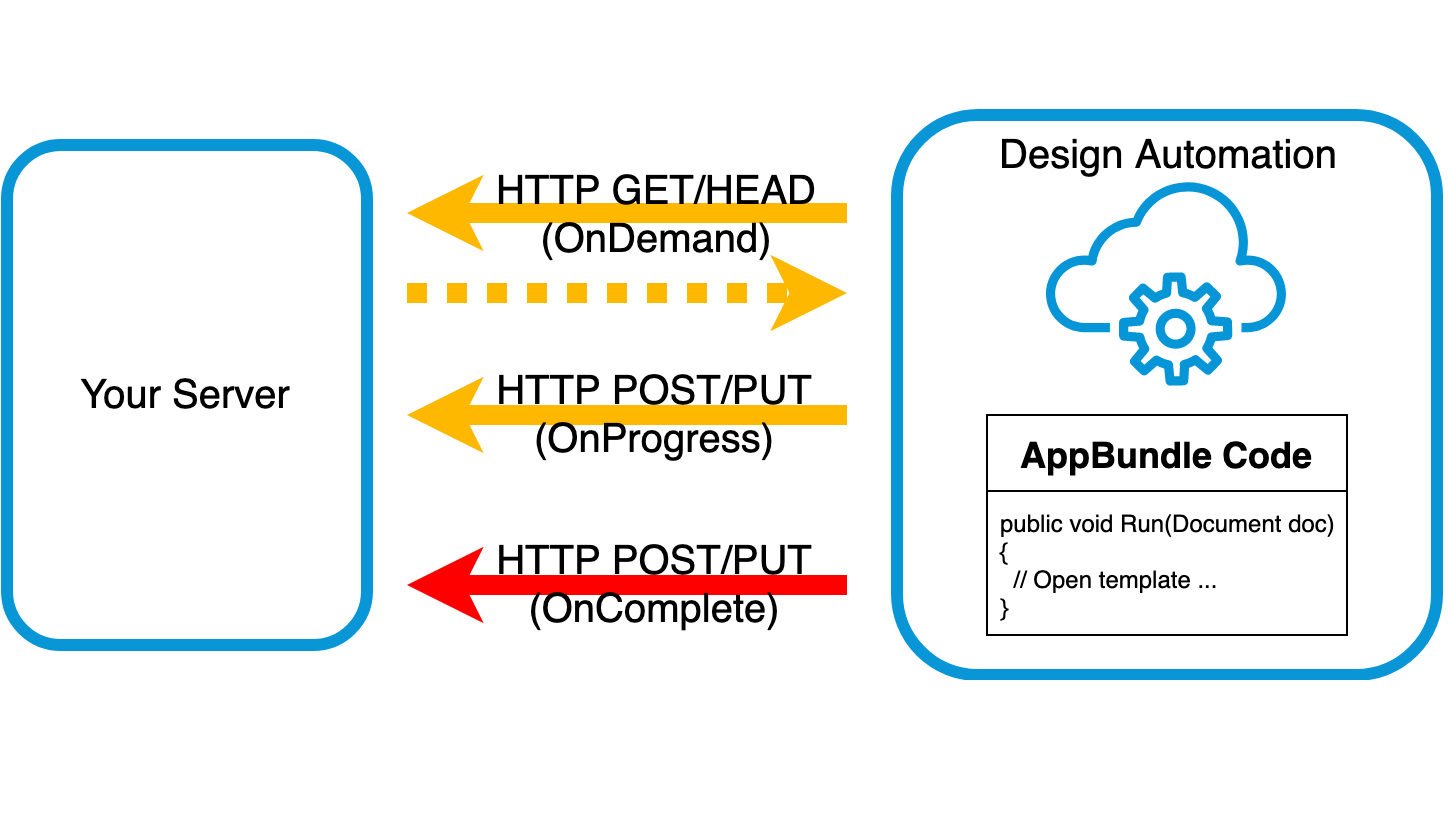 Design Automation
HTTP GET/HEAD
(OnDemand)
Your Server
HTTP POST/PUT
(OnProgress)
HTTP POST/PUT
(OnComplete)
AppBundle Code
public void Run(Document doc)
{
// Open template ...
}